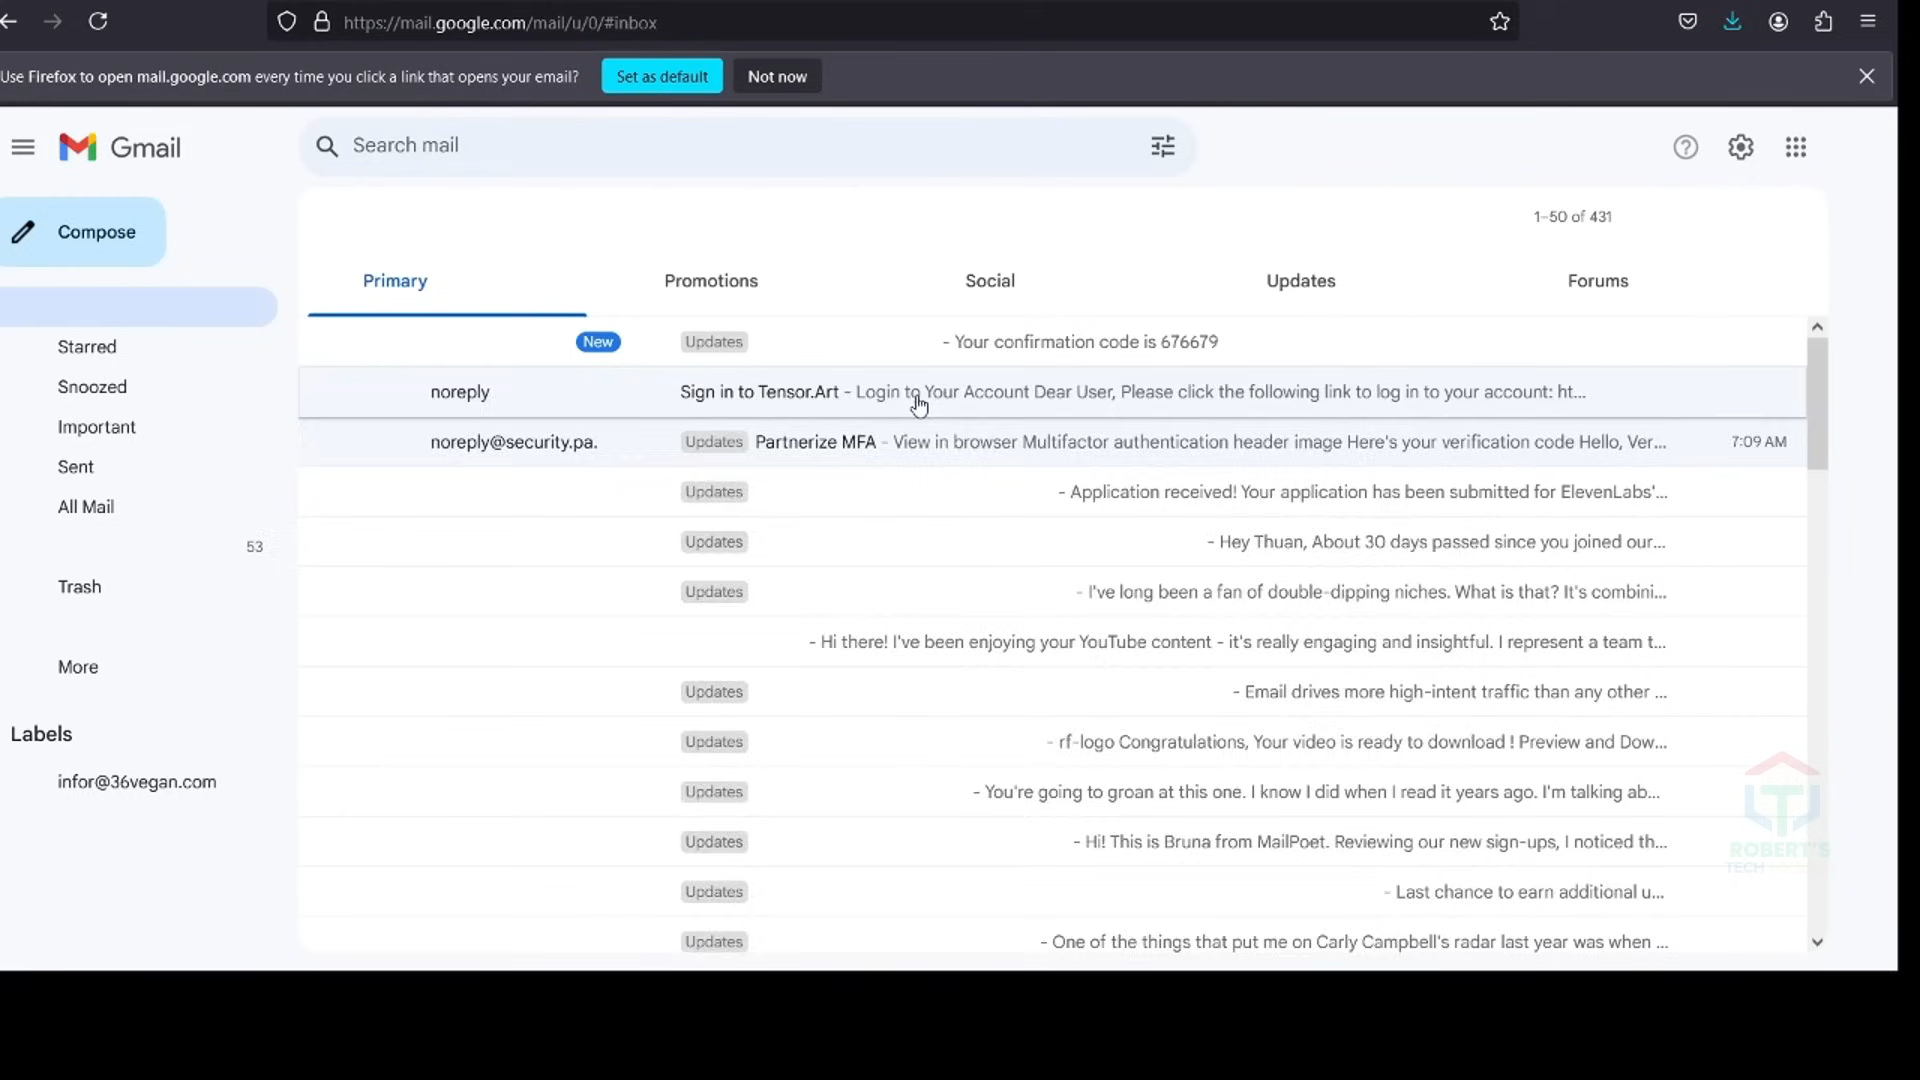 https://mail.google.com/mail/u/0/#inbox
Use Firefox to open mail.google.com every time you click a link that opens your email? Set as default Not now
Gmail
Search mail
Compose
1-50 of 431
Primary Promotions Social Updates Forums
New Updates - Your confirmation code is 676679
noreply Sign in to Tensor.Art - Login to Your Account Dear User, Please click the following link to log in to your account: ht...
noreply@security.pa. Updates Partnerize MFA - View in browser Multifactor authentication header image Here's your verification code Hello, Ver... 7:09 AM
Updates - Application received! Your application has been submitted for ElevenLabs'...
Updates - Hey Thuan, About 30 days passed since you joined our...
Updates - I've long been a fan of double-dipping niches. What is that? It's combini...
- Hi there! I've been enjoying your YouTube content - it's really engaging and insightful. I represent a team t...
Updates - Email drives more high-intent traffic than any other ...
Updates - rf-logo Congratulations, Your video is ready to download ! Preview and Dow...
Updates - You're going to groan at this one. I know I did when I read it years ago. I'm talking ab...
Updates - Hi! This is Bruna from MailPoet. Reviewing our new sign-ups, I noticed th...
Updates - Last chance to earn additional u...
Updates - One of the things that put me on Carly Campbell's radar last year was when ...
Starred
Snoozed
Important
Sent
All Mail
53
Trash
More
Labels
infor@36vegan.com
ROBERT'S
TECH